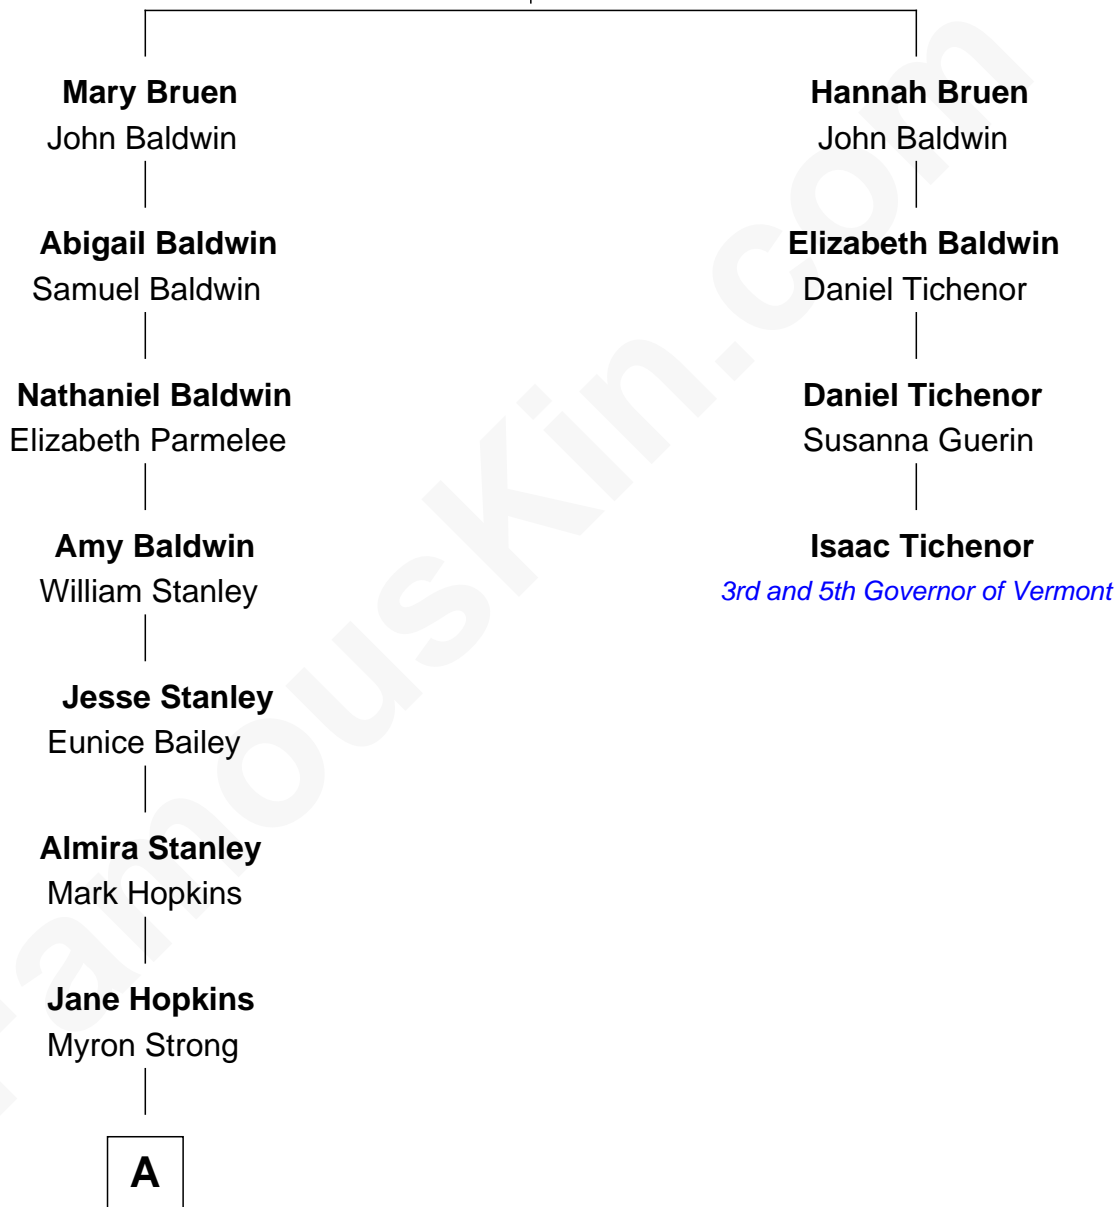 Mary Bruen
John Baldwin
Abigail Baldwin
Samuel Baldwin
Nathaniel Baldwin
Elizabeth Parmelee
Amy Baldwin
William Stanley
Jesse Stanley
Eunice Bailey
Almira Stanley
Mark Hopkins
Jane Hopkins
Myron Strong
A
Hannah Bruen
John Baldwin
Elizabeth Baldwin
Daniel Tichenor
Daniel Tichenor
Susanna Guerin
Isaac Tichenor
3rd and 5th Governor of Vermont
FamousKin.com